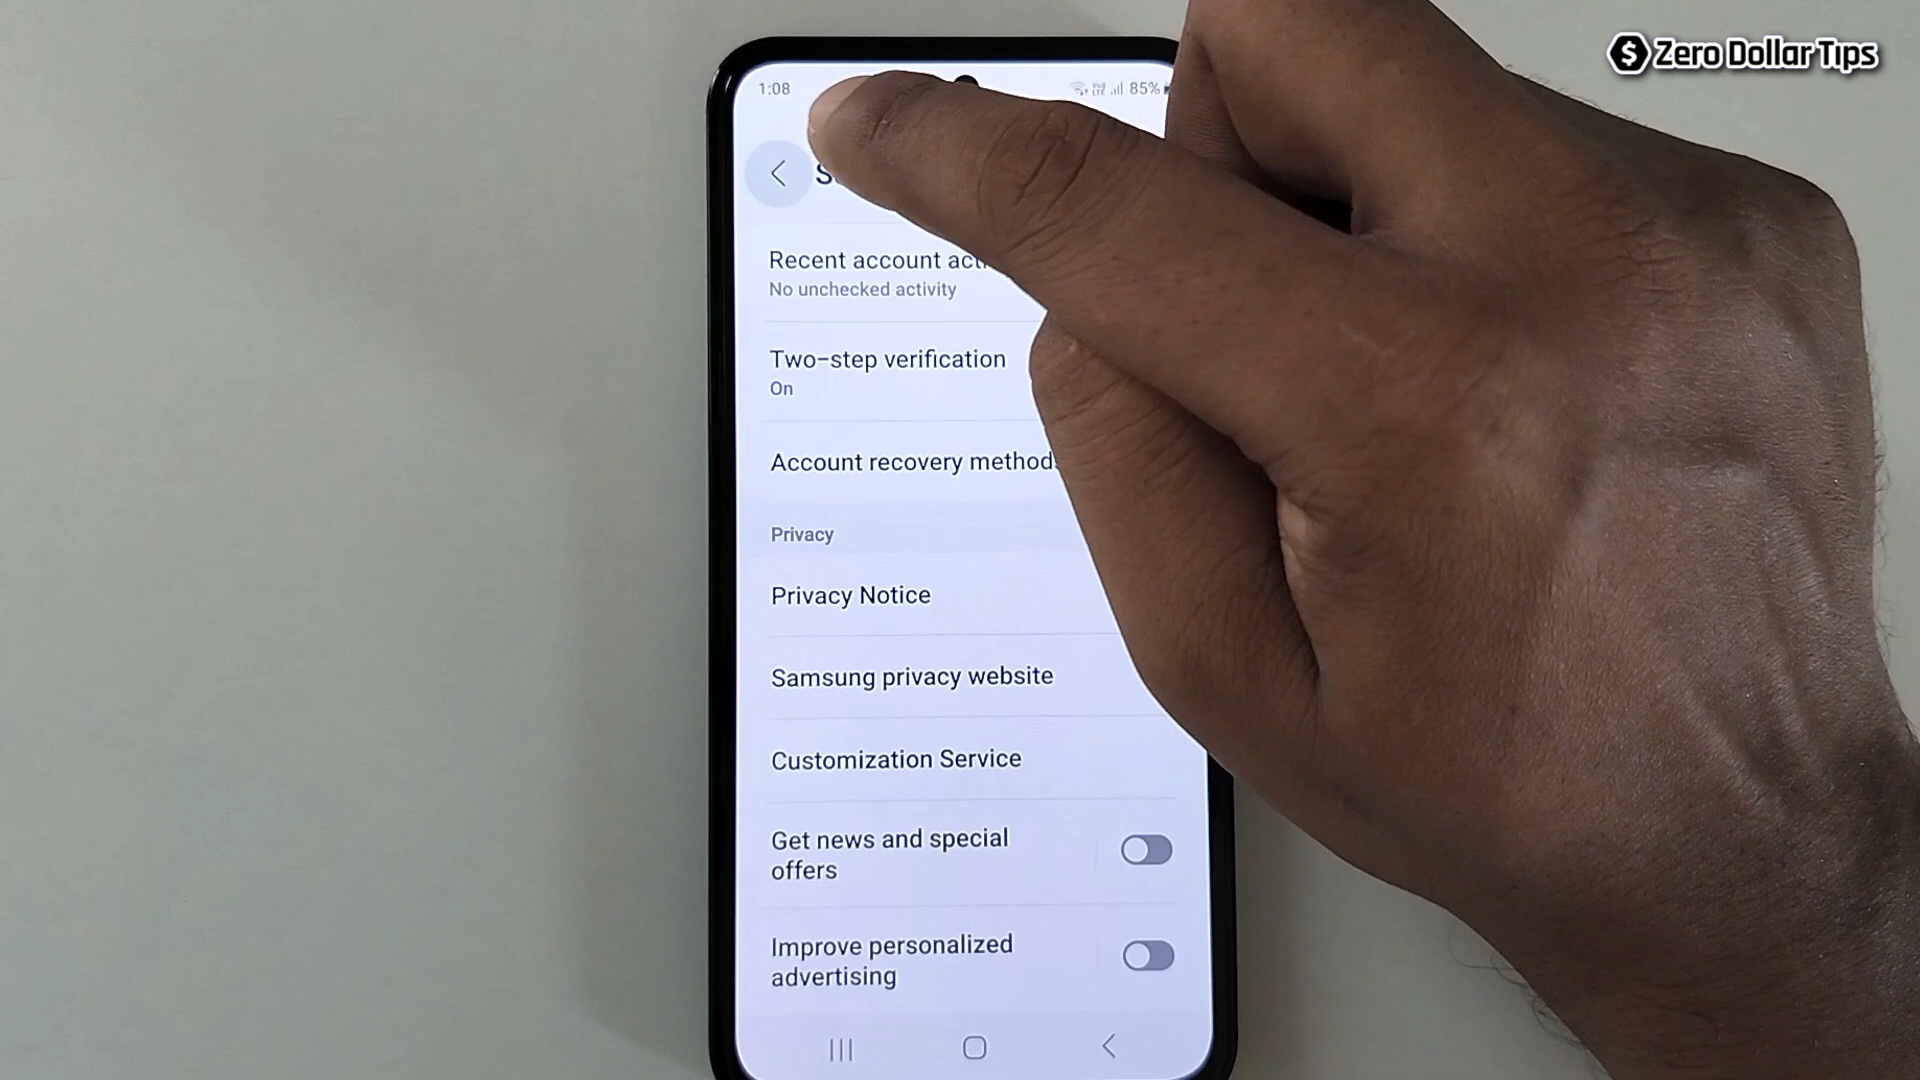 Zero Dollar Tips
1:08
85%
Recent account
No unchecked activity
Two-step verification
On
Account recovery methods
Privacy
Privacy Notice
Samsung privacy website
Customization Service
Get news and special
offers
Improve personalized
advertising